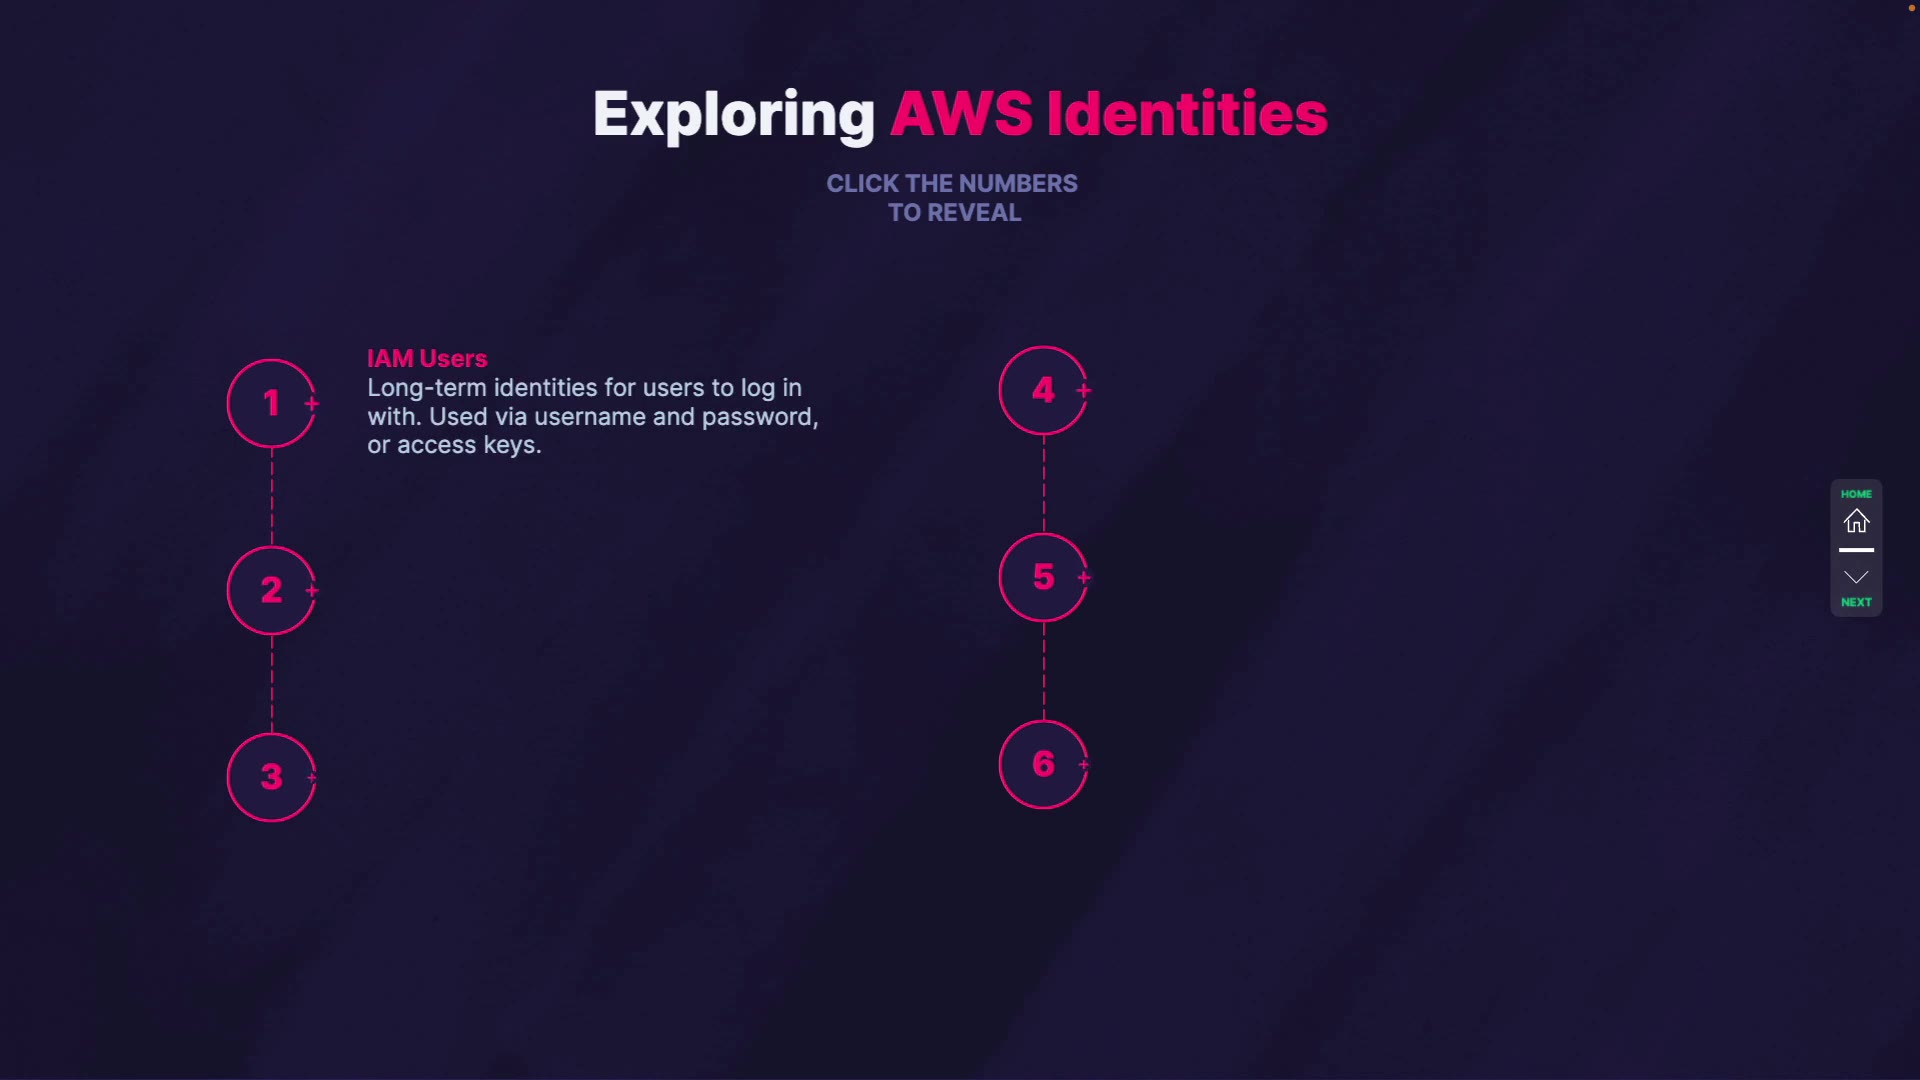 Exploring AWS Identities
CLICK THE NUMBERS
TO REVEAL
1
IAM Users
Long-term identities for users to log in
with. Used via username and password,
or access keys.
2
3
4
5
6
HOME
NEXT